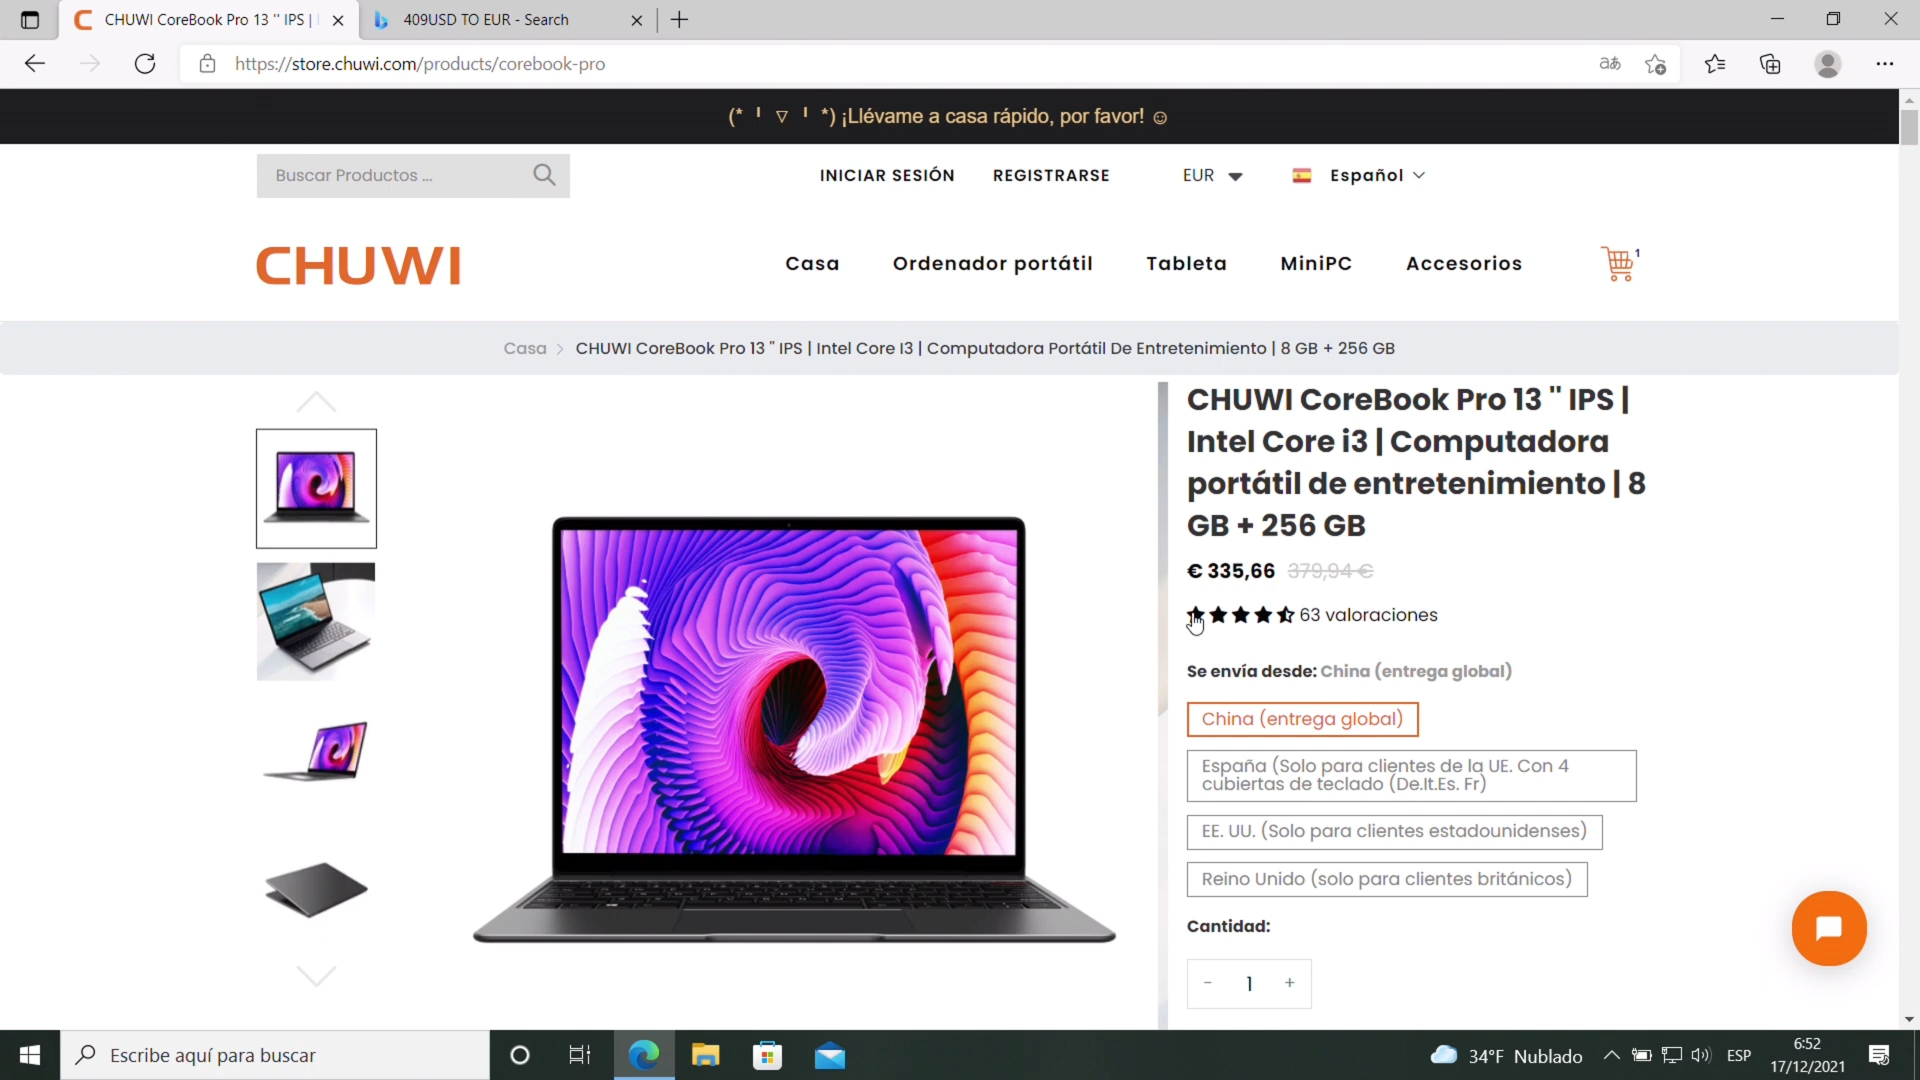 CHUWI CoreBook Pro 13 " IPS |
409USD TO EUR - Search
https://store.chuwi.com/products/corebook-pro
(* ╹ ▽ ╹ *) ¡Llévame a casa rápido, por favor! ☺
Buscar Productos ...
INICIAR SESIÓN REGISTRARSE EUR Español
CHUWI
Casa Ordenador portátil Tableta MiniPC Accesorios 1
Casa > CHUWI CoreBook Pro 13 " IPS | Intel Core I3 | Computadora Portátil De Entretenimiento | 8 GB + 256 GB
CHUWI CoreBook Pro 13 " IPS |
Intel Core i3 | Computadora
portátil de entretenimiento | 8
GB + 256 GB
€ 335,66 379,94 €
63 valoraciones
Se envía desde: China (entrega global)
China (entrega global)
España (Solo para clientes de la UE. Con 4
cubiertas de teclado (De.It.Es. Fr)
EE. UU. (Solo para clientes estadounidenses)
Reino Unido (solo para clientes británicos)
Cantidad:
- 1 +
Escribe aquí para buscar
34°F Nublado
ESP
6:52
17/12/2021